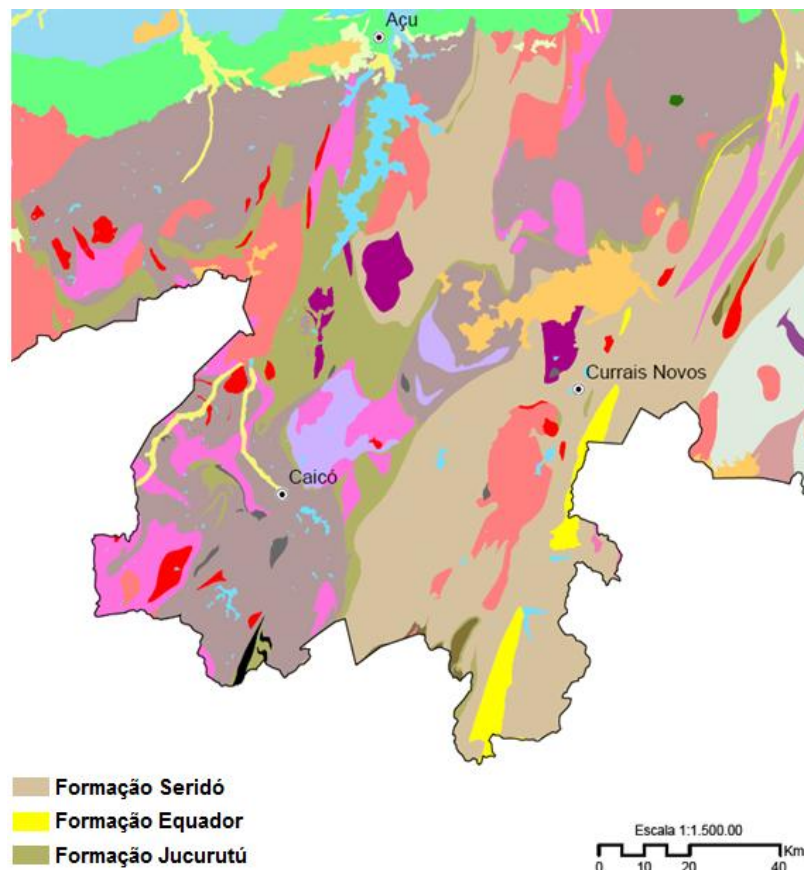 Açu
Currais Novos
Caicó
Formação Seridó
Formação Equador
Formação Jucurutú
Escala 1:1.500.00
Km
0 10 20 40